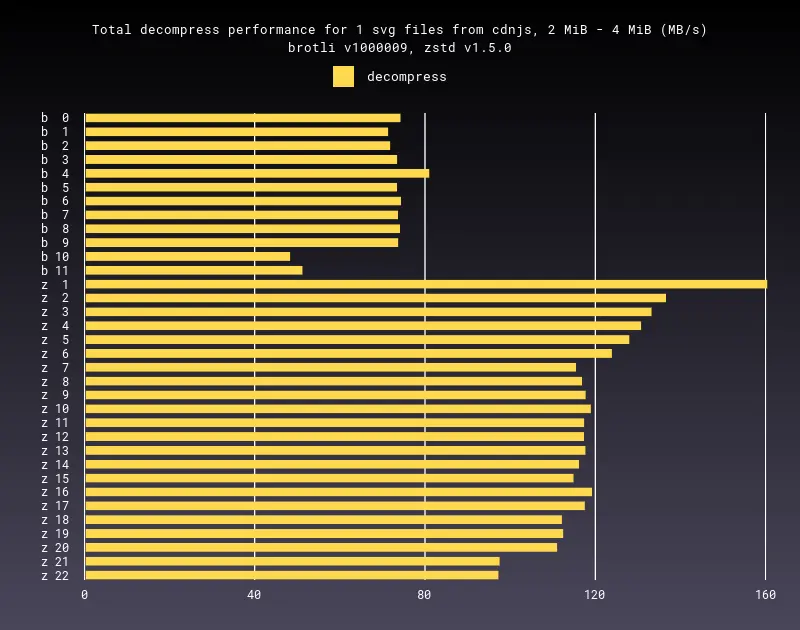 Total decompress performance for 1 svg files from cdnjs, 2 MiB - 4 MiB (MB/s)
brotli v1000009, zstd v1.5.0
decompress
b 0
b 1
b 2
b 3
b 4
b 5
b 6
b 7
b 8
b 9
b 10
b 11
z 1
z 2
z 3
z 4
z 5
z 6
z 7
z 8
z 9
z 10
z 11
z 12
z 13
z 14
z 15
z 16
z 17
z 18
z 19
z 20
z 21
z 22
0 40 80 120 160